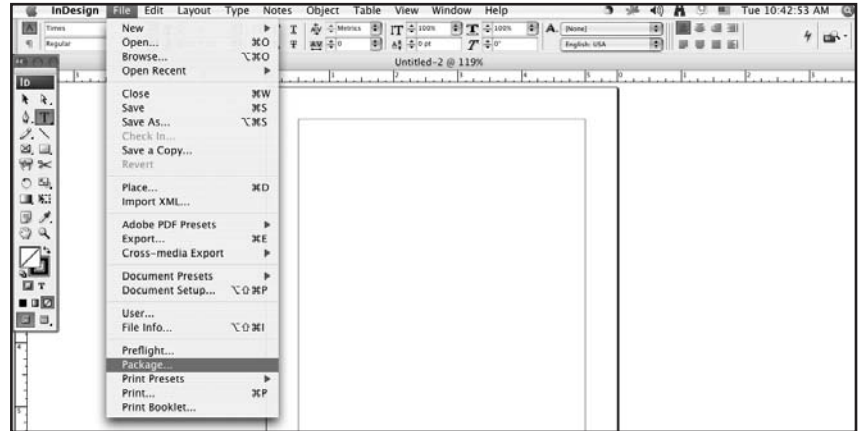 InDesign File Edit Layout Type Notes Object Table View Window Help Tue 10:42:53 AM
A Times T Metrics 100% 100% A. [None]
¶ Regular 0 0 pt 0° English: USA
Untitled-2 @ 119%
New
Open... ⌘O
Browse... ⌥⌘O
Open Recent
Close ⌘W
Save ⌘S
Save As... ⌥⌘S
Check In...
Save a Copy...
Revert
Place... ⌘D
Import XML...
Adobe PDF Presets
Export... ⌘E
Cross-media Export
Document Presets
Document Setup... ⌥⇧⌘P
User...
File Info... ⌥⇧⌘I
Preflight...
Package...
Print Presets
Print... ⌘P
Print Booklet...
ID
T